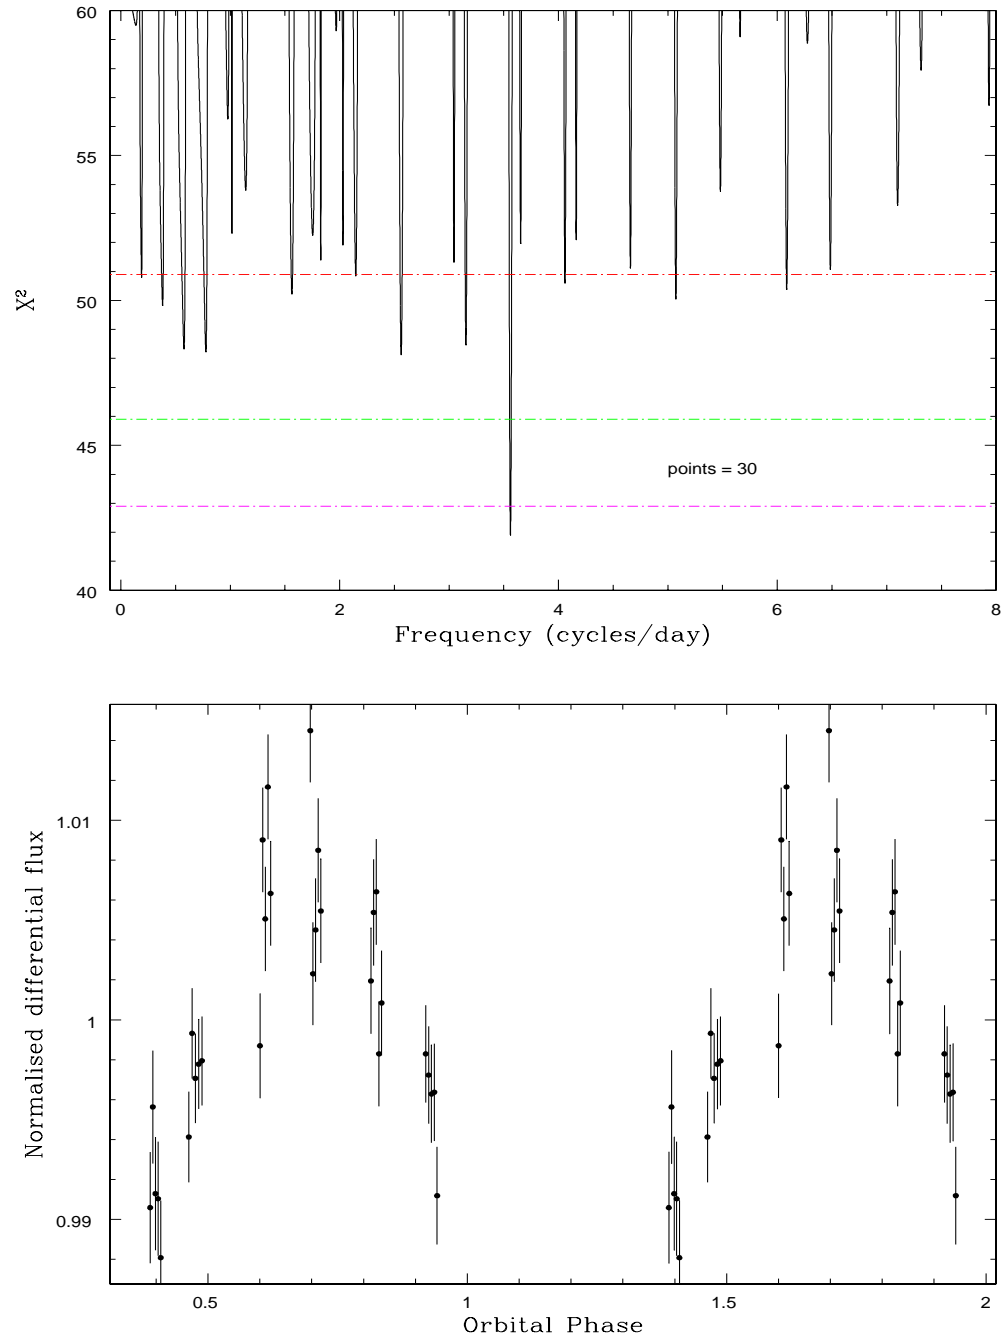 60
55
50
45
40
Χ²
points = 30
0 2 4 6 8
Frequency (cycles/day)
1.01
1
0.99
Normalised differential flux
0.5 1 1.5 2
Orbital Phase